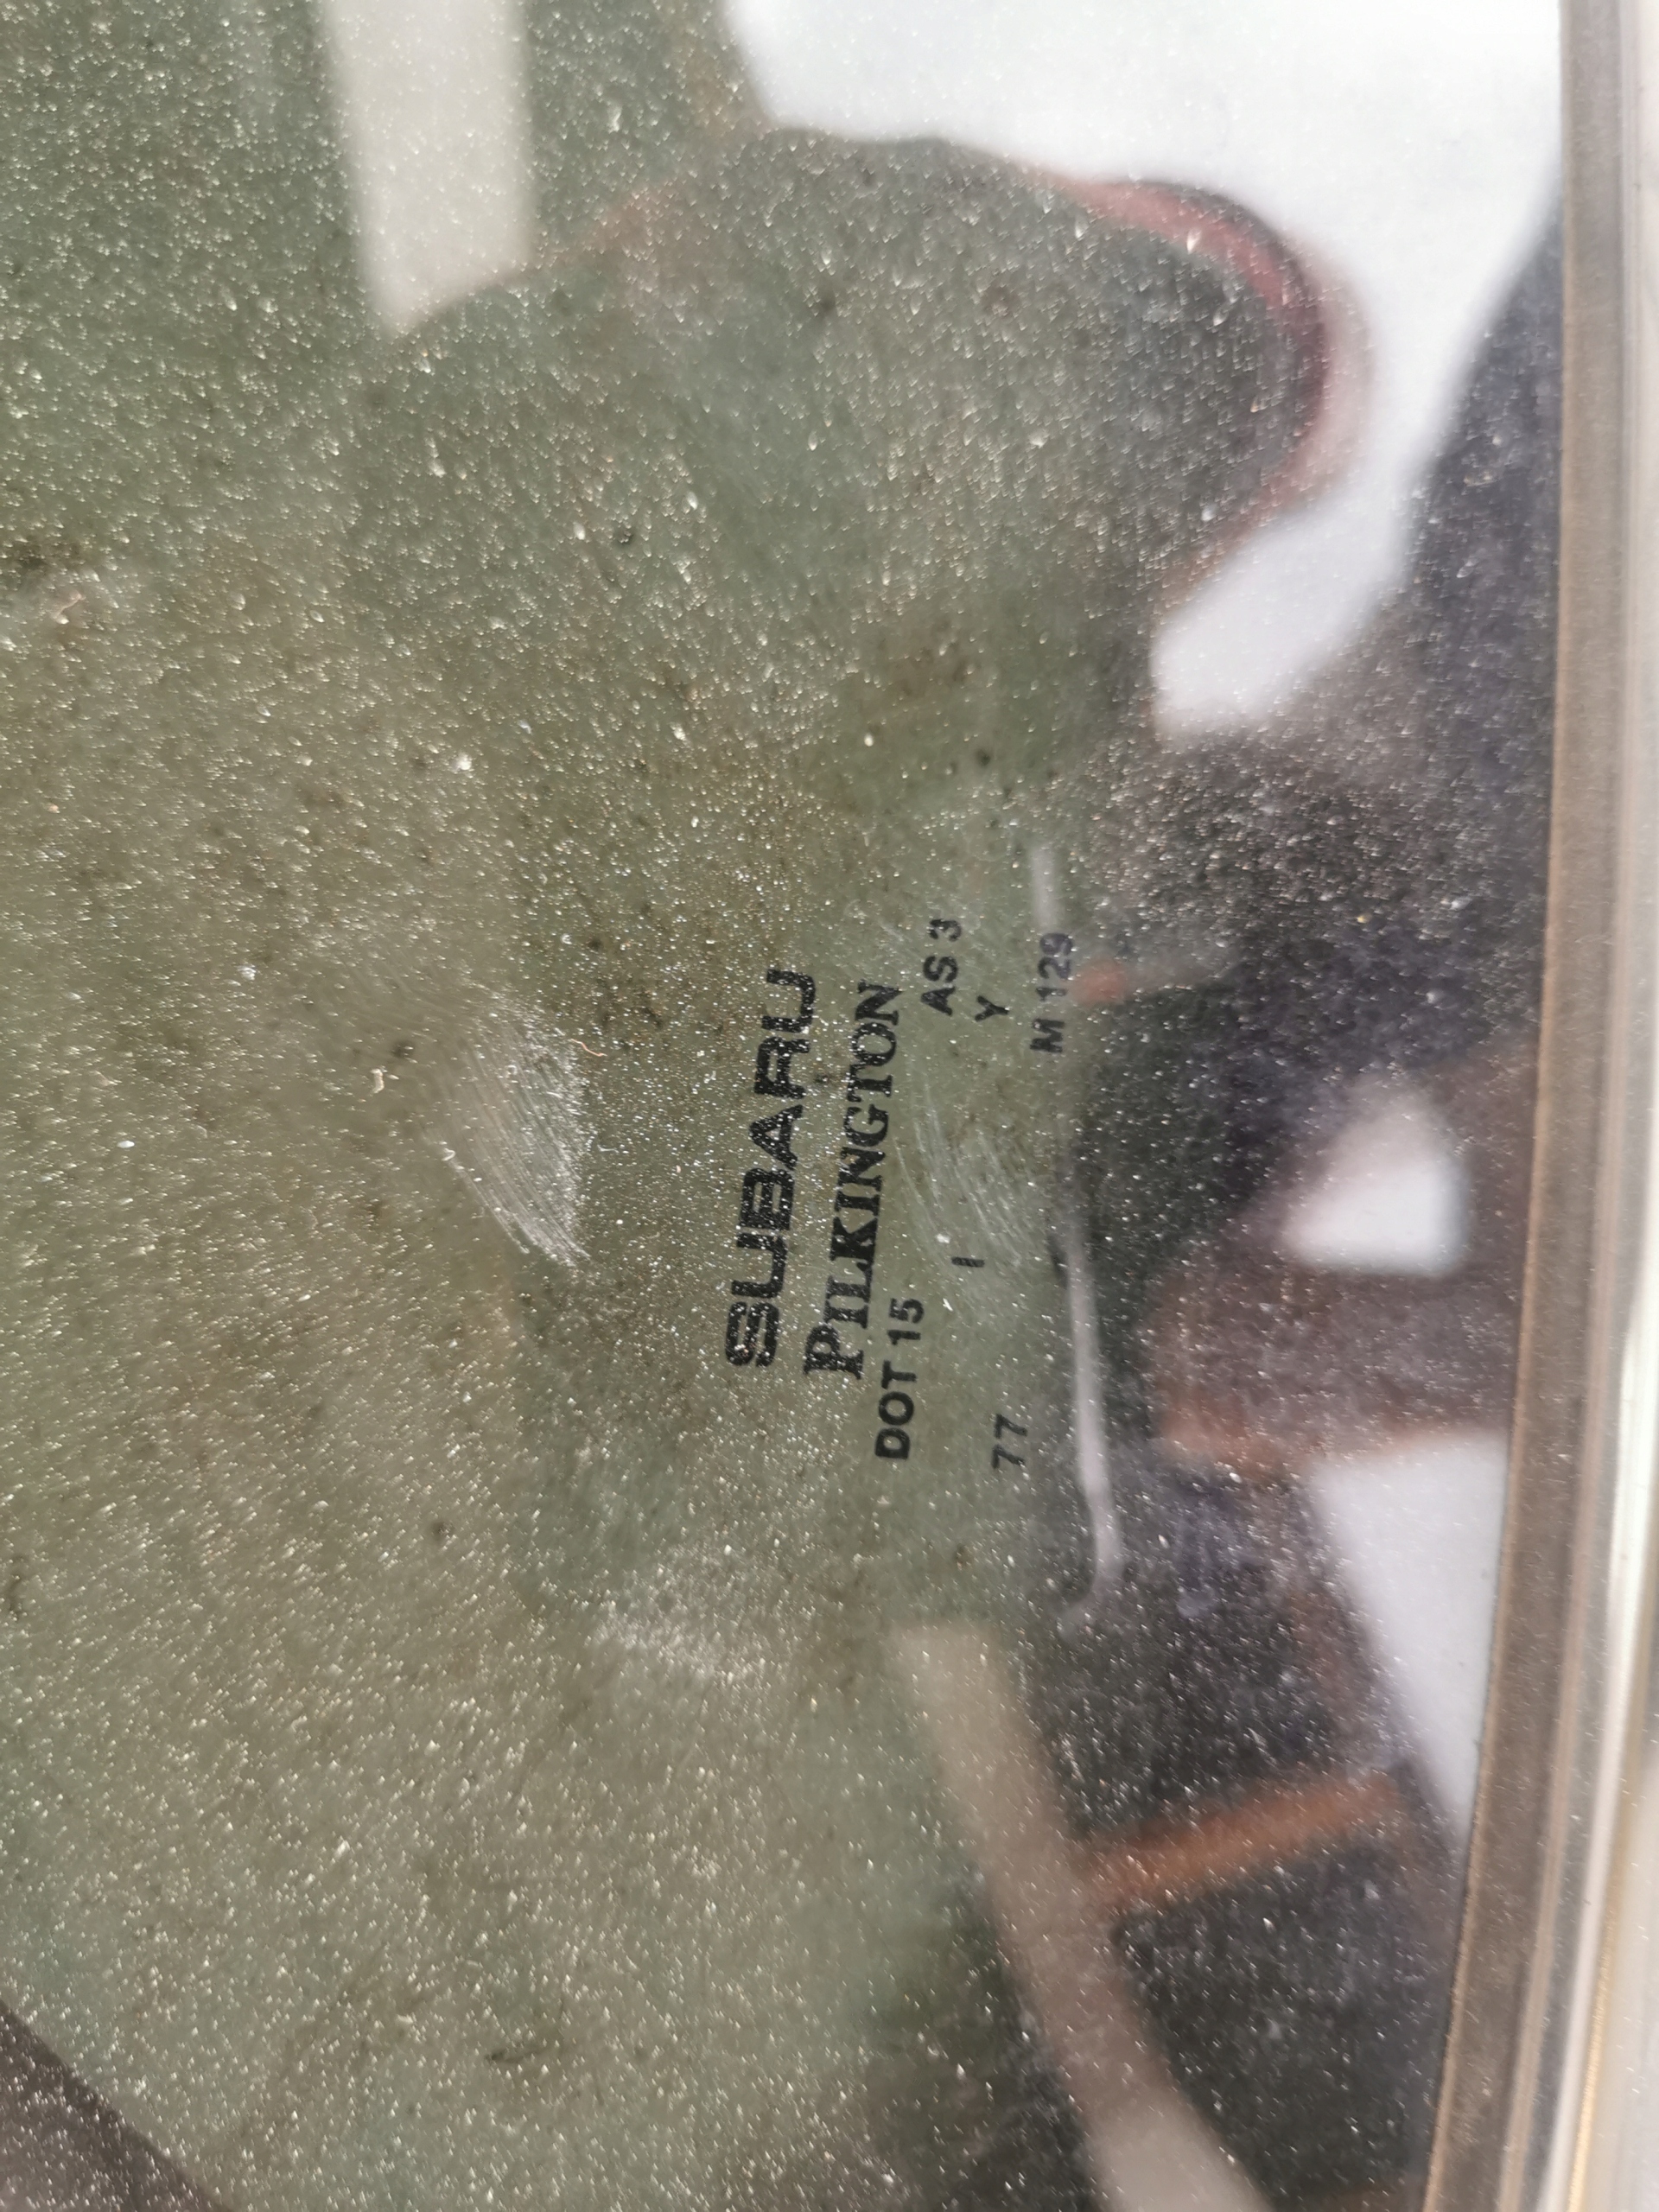 SUBARU
PILKINGTON
DOT 15 AS 3
I Y
77 M 129